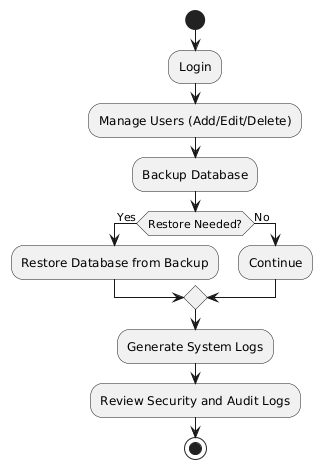 Login
Manage Users (Add/Edit/Delete)
Backup Database
Restore Needed?
Yes
No
Restore Database from Backup
Continue
Generate System Logs
Review Security and Audit Logs